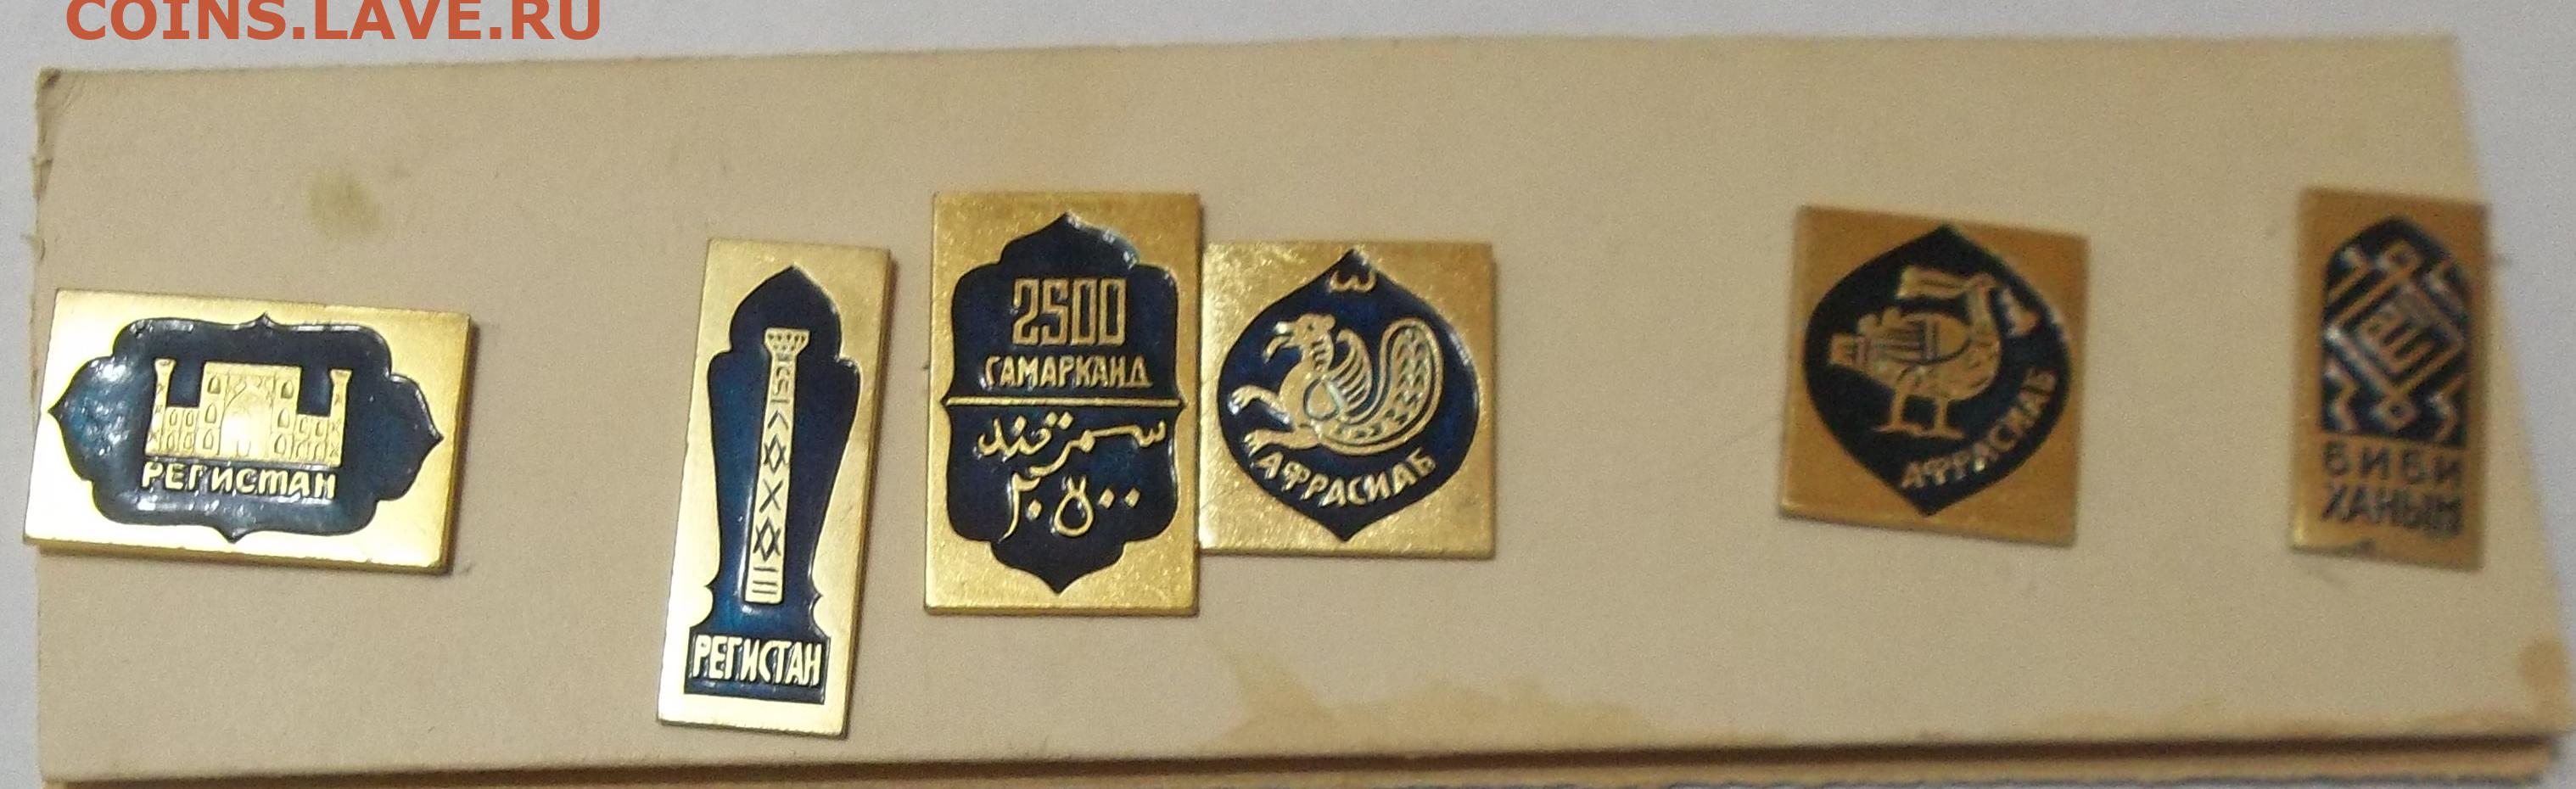 COINS.LAVE.RU
РЕГИСТАН
РЕГИСТАН
2500
САМАРКАНД
سمرقند
۲۵۰۰
АФРАСИАБ
АФРАСИАБ
БИБИ
ХАНЫМ